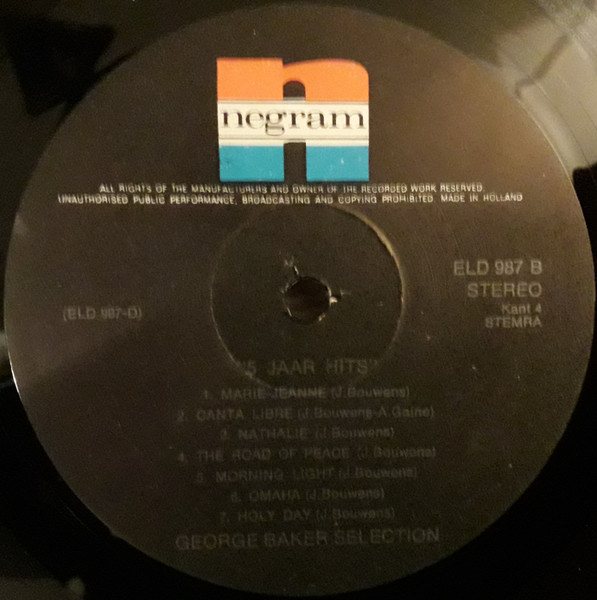 negram
ALL RIGHTS OF THE MANUFACTURERS AND OWNER OF THE RECORDED WORK RESERVED.
UNAUTHORISED PUBLIC PERFORMANCE, BROADCASTING AND COPYING PROHIBITED. MADE IN HOLLAND
ELD 987 B
STEREO
Kant 4
STEMRA
(ELD 987-D)
"5 JAAR HITS"
1. MARIE-JEANNE (J.Bouwens)
2. CANTA LIBRE (J.Bouwens-A.Goine)
3. NATHALIE (J.Bouwens)
4. THE ROAD OF PEACE (J.Bouwens)
5. MORNING LIGHT (J.Bouwens)
6. OMAHA (J.Bouwens)
7. HOLY DAY (J.Bouwens)
GEORGE BAKER SELECTION